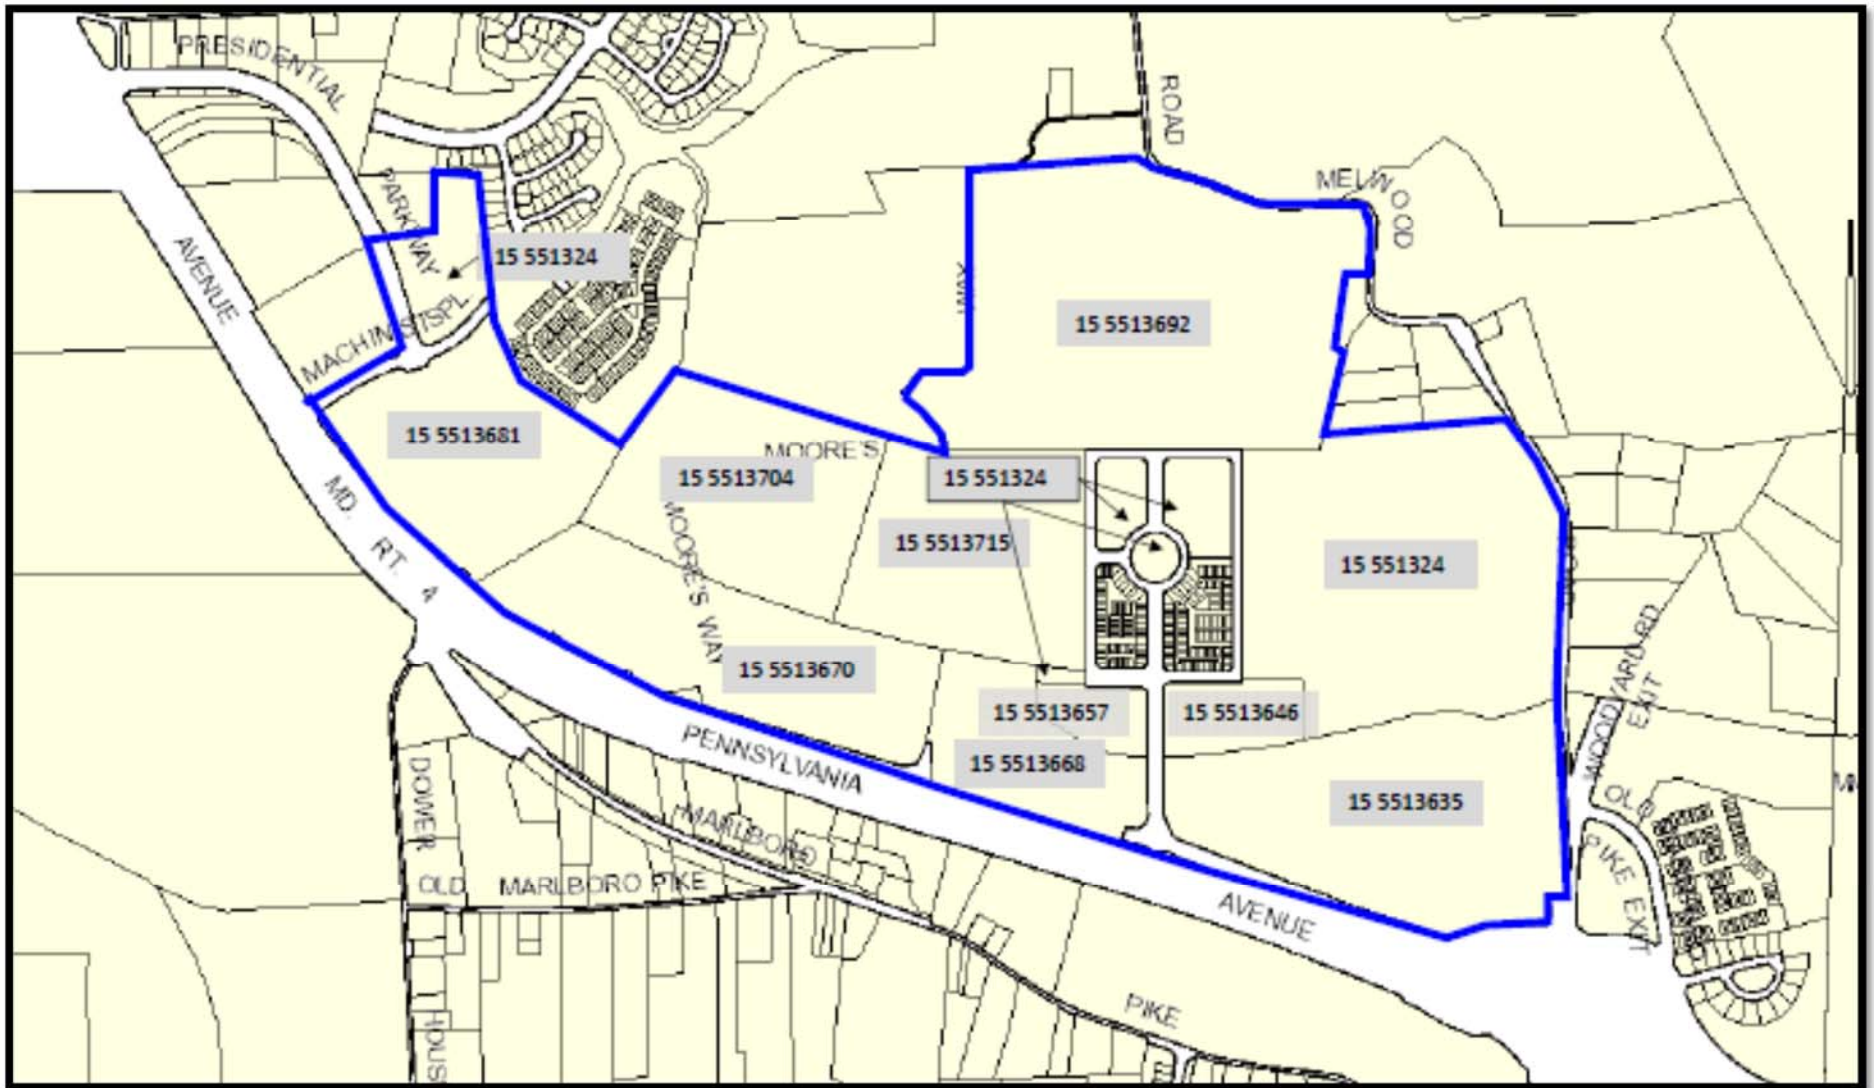 PRESIDENTIAL
PARKWAY
ROAD
MELWOOD
AVENUE
15 551324
MACHINISTS PL
WAY
15 5513692
15 5513681
MOORE'S
15 5513704
15 551324
MD. RT. 4
MOORE'S WAY
15 5513715
15 551324
15 5513670
15 5513657
15 5513646
WOODYARD RD
EXIT
PENNSYLVANIA
15 5513668
DOWER
15 5513635
OLD
MARLBORO
PIKE EXIT
OLD MARLBORO PIKE
AVENUE
PIKE
HOUS